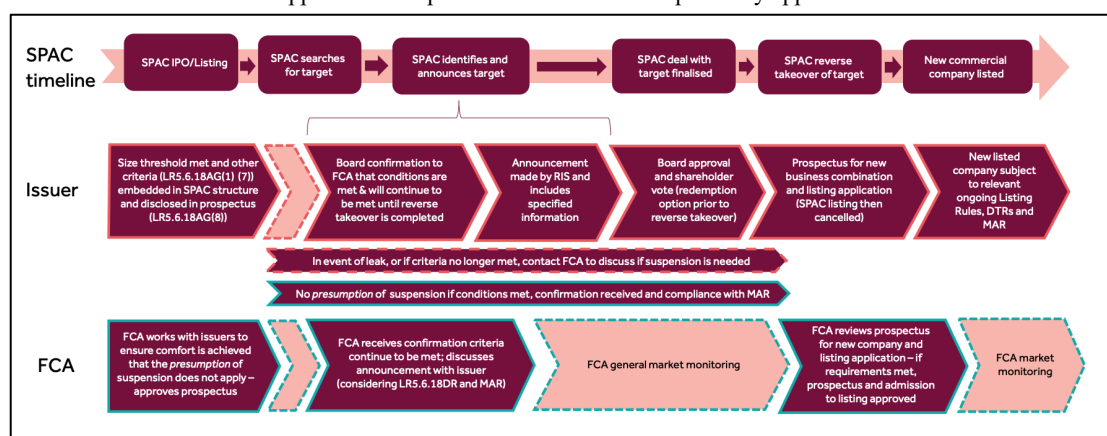 SPAC
timeline
SPAC IPO/Listing
SPAC searches
for target
SPAC identifies and
announces target
SPAC deal with
target finalised
SPAC reverse
takeover of target
New commercial
company listed
Issuer
Size threshold met and other
criteria (LR5.6.18AG(1) (7))
embedded in SPAC structure
and disclosed in prospectus
(LR5.6.18AG(8))
Board confirmation to
FCA that conditions are
met & will continue to
be met until reverse
takeover is completed
Announcement
made by RIS and
includes
specified
information
Board approval
and shareholder
vote (redemption
option prior to
reverse takeover)
Prospectus for new
business combination
and listing application
(SPAC listing then
cancelled)
New listed
company subject
to relevant
ongoing Listing
Rules, DTRs and
MAR
In event of leak, or if criteria no longer met, contact FCA to discuss if suspension is needed
No presumption of suspension if conditions met, confirmation received and compliance with MAR
FCA
FCA works with issuers to
ensure comfort is achieved
that the presumption of
suspension does not apply –
approves prospectus
FCA receives confirmation criteria
continue to be met; discusses
announcement with issuer
(considering LR5.6.18DR and MAR)
FCA general market monitoring
FCA reviews prospectus
for new company and
listing application – if
requirements met,
prospectus and admission
to listing approved
FCA market
monitoring